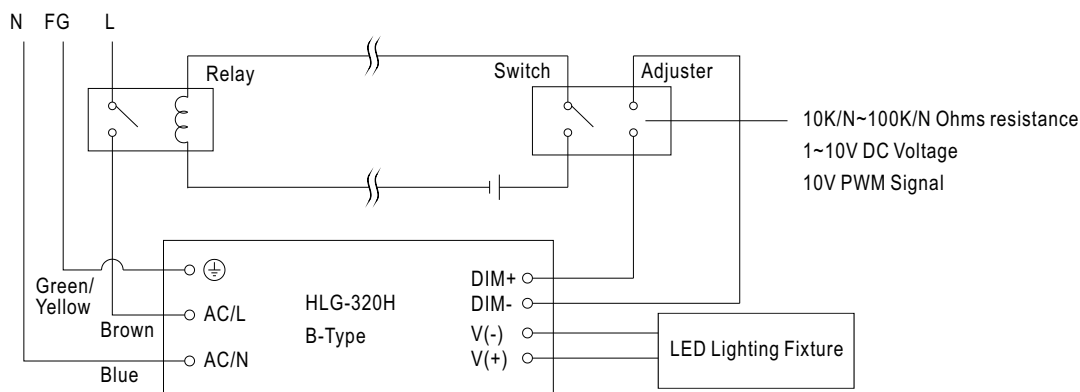 N FG L
Relay
Switch
Adjuster
10K/N~100K/N Ohms resistance
1~10V DC Voltage
10V PWM Signal
Green/
Yellow
Brown
Blue
AC/L
AC/N
HLG-320H
B-Type
DIM+
DIM-
V(-)
V(+)
LED Lighting Fixture